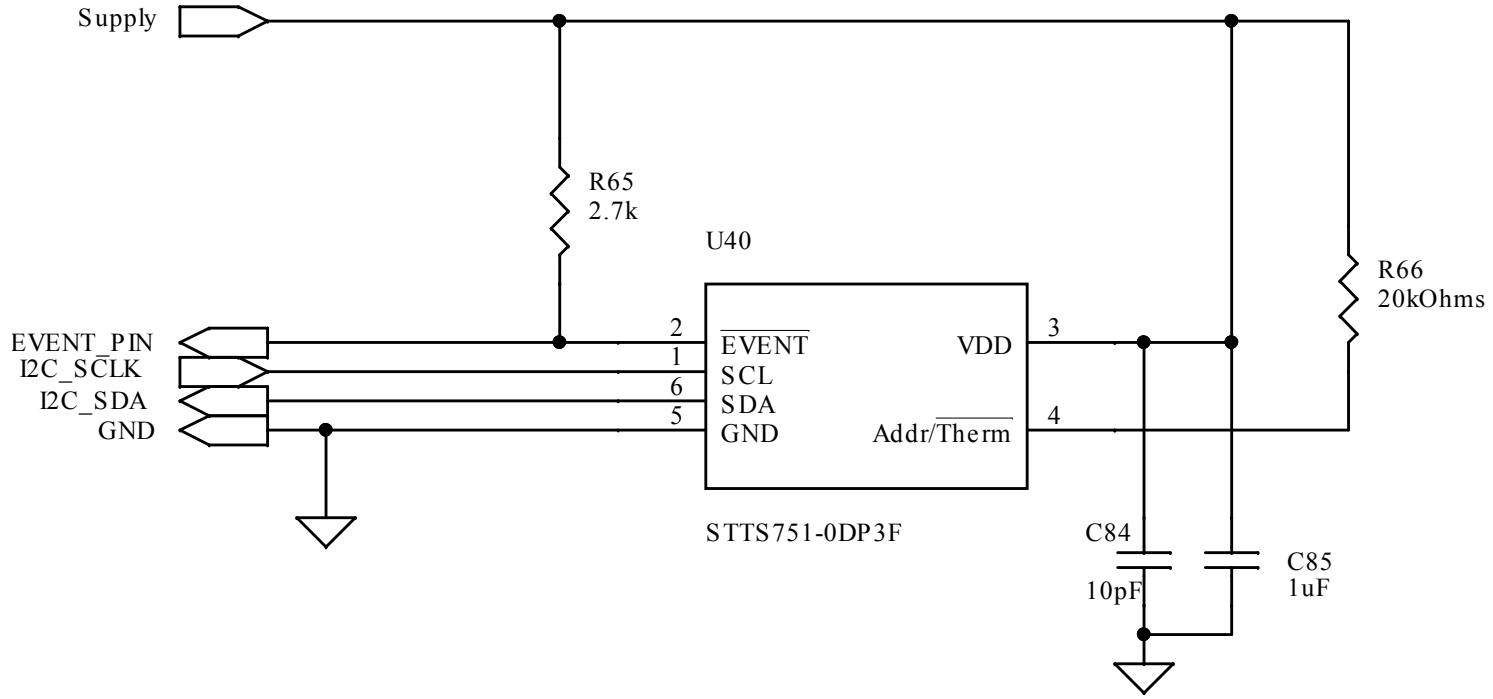 Supply
R65
2.7k
U40
R66
20kOhms
EVENT_PIN
I2C_SCLK
I2C_SDA
GND
2
1
6
5
EVENT
SCL
SDA
GND
VDD
Addr/Therm
3
4
STTS751-0DP3F
C84
10pF
C85
1uF